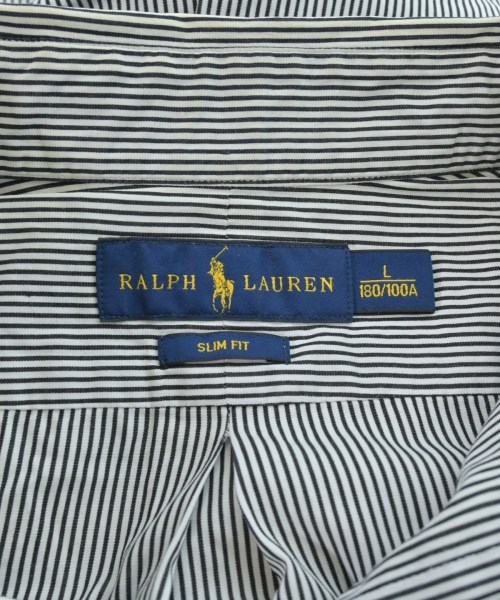 RALPH LAUREN
L
180/100A
SLIM FIT